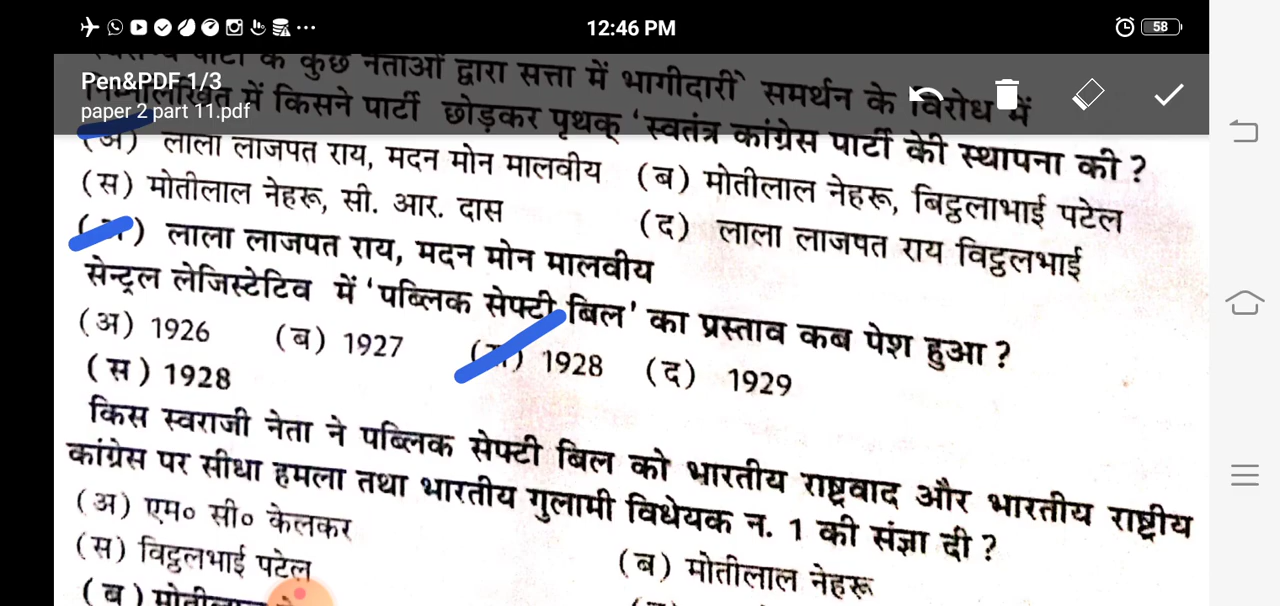 12:46 PM
58
Pen&PDF 1/3
paper 2 part 11.pdf
के कुछ नेताओं द्वारा सत्ता में भागीदारी समर्थन के विरोध में
निम्नलिखित में किसने पार्टी छोड़कर पृथक् ‘स्वतंत्र कांग्रेस पार्टी की स्थापना की ?
(अ) लाला लाजपत राय, मदन मोन मालवीय
(ब) मोतीलाल नेहरू, बिट्ठलाभाई पटेल
(स) मोतीलाल नेहरू, सी. आर. दास
(द) लाला लाजपत राय विट्ठलभाई
(अ) लाला लाजपत राय, मदन मोन मालवीय
सेन्ट्रल लेजिस्टेटिव में ‘पब्लिक सेफ्टी बिल’ का प्रस्ताव कब पेश हुआ ?
(अ) 1926 (ब) 1927 (स) 1928 (द) 1929
(स) 1928
किस स्वराजी नेता ने पब्लिक सेफ्टी बिल को भारतीय राष्ट्रवाद और भारतीय राष्ट्रीय
कांग्रेस पर सीधा हमला तथा भारतीय गुलामी विधेयक न. 1 की संज्ञा दी ?
(अ) एम० सी० केलकर
(ब) मोतीलाल नेहरू
(स) विट्ठलभाई पटेल
(ब)